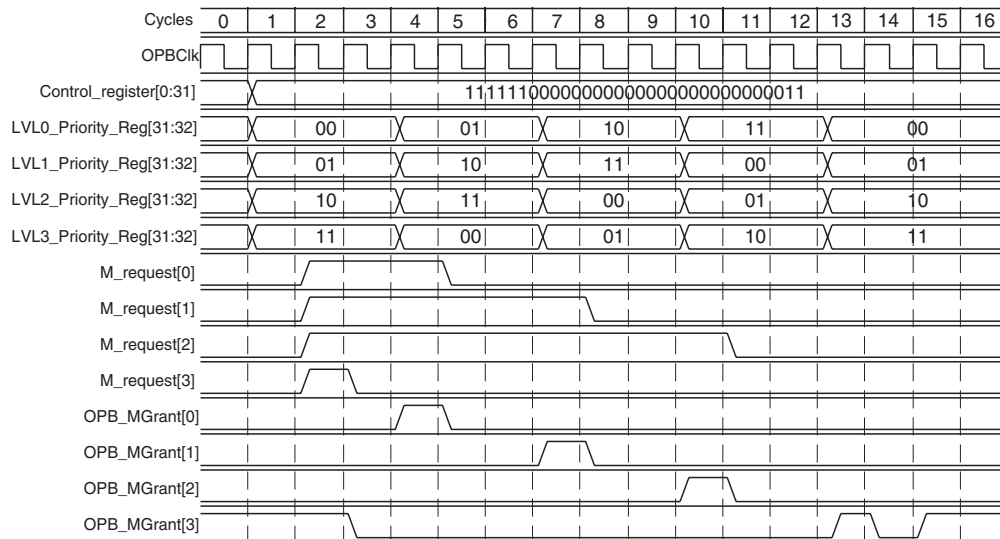 Cycles 0 1 2 3 4 5 6 7 8 9 10 11 12 13 14 15 16
OPBClk
Control_register[0:31] 11111100000000000000000000000011
LVL0_Priority_Reg[31:32] 00 01 10 11 00
LVL1_Priority_Reg[31:32] 01 10 11 00 01
LVL2_Priority_Reg[31:32] 10 11 00 01 10
LVL3_Priority_Reg[31:32] 11 00 01 10 11
M_request[0]
M_request[1]
M_request[2]
M_request[3]
OPB_MGrant[0]
OPB_MGrant[1]
OPB_MGrant[2]
OPB_MGrant[3]